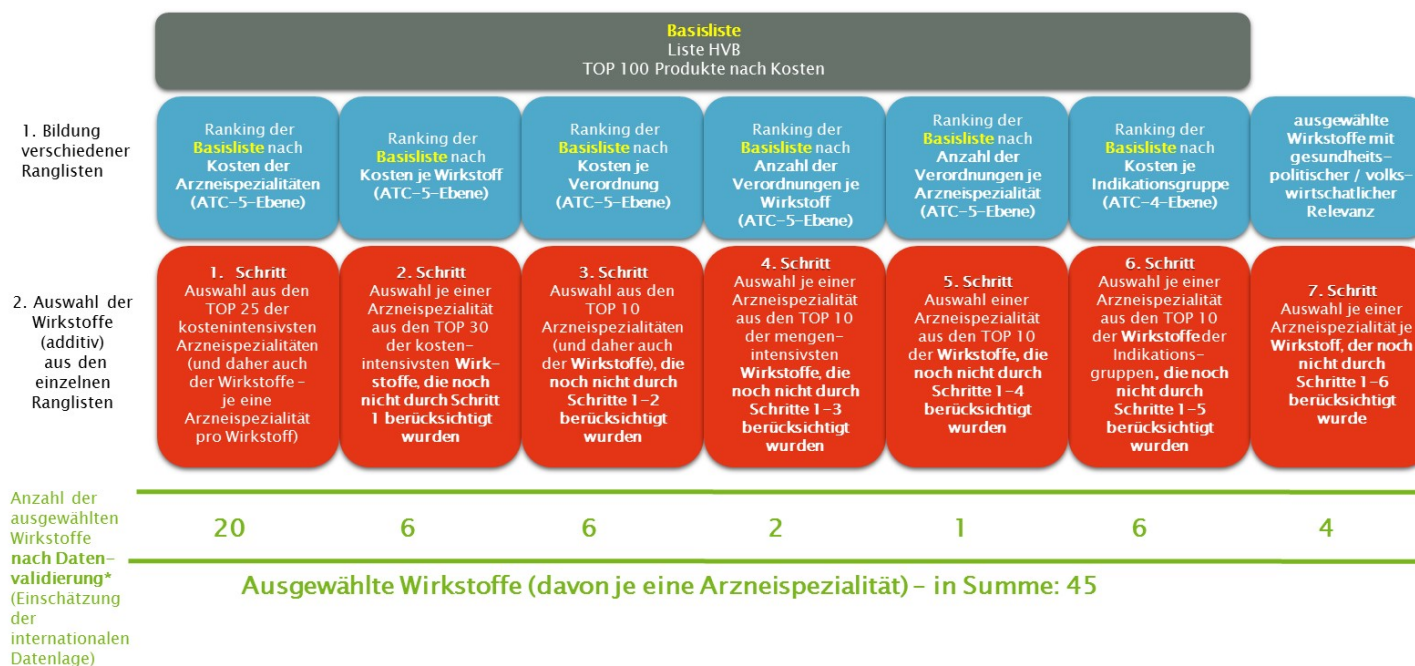 Basisliste
Liste HVB
TOP 100 Produkte nach Kosten
1. Bildung
verschiedener
Ranglisten
Ranking der
Basisliste nach
Kosten der
Arzneispezialitäten
(ATC-5-Ebene)
Ranking der
Basisliste nach
Kosten je Wirkstoff
(ATC-5-Ebene)
Ranking der
Basisliste nach
Kosten je
Verordnung
(ATC-5-Ebene)
Ranking der
Basisliste nach
Anzahl der
Verordnungen je
Wirkstoff
(ATC-5-Ebene)
Ranking der
Basisliste nach
Anzahl der
Verordnungen je
Arzneispezialität
(ATC-5-Ebene)
Ranking der
Basisliste nach
Kosten je
Indikationsgruppe
(ATC-4-Ebene)
ausgewählte
Wirkstoffe mit
gesundheits-
politischer / volks-
wirtschatlicher
Relevanz
2. Auswahl der
Wirkstoffe
(additiv)
aus den
einzelnen
Ranglisten
1. Schritt
Auswahl aus den
TOP 25 der
kostenintensivsten
Arzneispezialitäten
(und daher auch
der Wirkstoffe -
je eine
Arzneispezialität
pro Wirkstoff)
2. Schritt
Auswahl je einer
Arzneispezialität
aus den TOP 30
der kosten-
intensivsten Wirk-
stoffe, die noch
nicht durch Schritt
1 berücksichtigt
wurden
3. Schritt
Auswahl aus den
TOP 10
Arzneispezialitäten
(und daher auch
der Wirkstoffe), die
noch nicht durch
Schritte 1-2
berücksichtigt
wurden
4. Schritt
Auswahl je einer
Arzneispezialität
aus den TOP 10
der mengen-
intensivsten
Wirkstoffe, die
noch nicht durch
Schritte 1-3
berücksichtigt
wurden
5. Schritt
Auswahl einer
Arzneispezialität
aus den TOP 10
der Wirkstoffe, die
noch nicht durch
Schritte 1-4
berücksichtigt
wurden
6. Schritt
Auswahl je einer
Arzneispezialität
aus den TOP 10
der Wirkstoffe der
Indikations-
gruppen, die noch
nicht durch
Schritte 1-5
berücksichtigt
wurden
7. Schritt
Auswahl je einer
Arzneispezialität je
Wirkstoff, der noch
nicht durch
Schritte 1-6
berücksichtigt
wurde
Anzahl der
ausgewählten
Wirkstoffe
nach Daten-
validierung*
(Einschätzung
der
internationalen
Datenlage)
20 6 6 2 1 6 4
Ausgewählte Wirkstoffe (davon je eine Arzneispezialität) - in Summe: 45